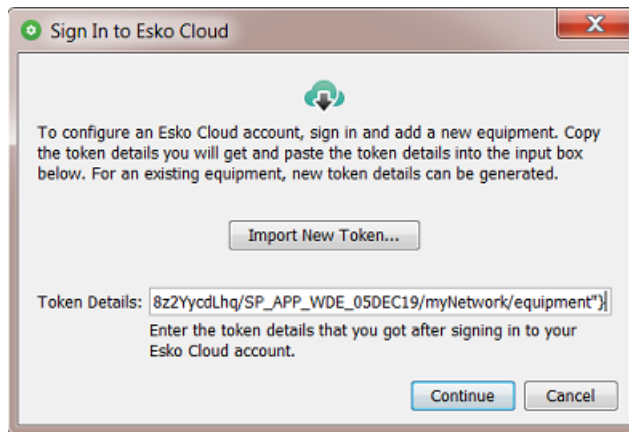 Sign In to Esko Cloud
To configure an Esko Cloud account, sign in and add a new equipment. Copy
the token details you will get and paste the token details into the input box
below. For an existing equipment, new token details can be generated.
Import New Token...
Token Details: 8z2YycdLhq/SP_APP_WDE_05DEC19/myNetwork/equipment"}
Enter the token details that you got after signing in to your
Esko Cloud account.
Continue Cancel